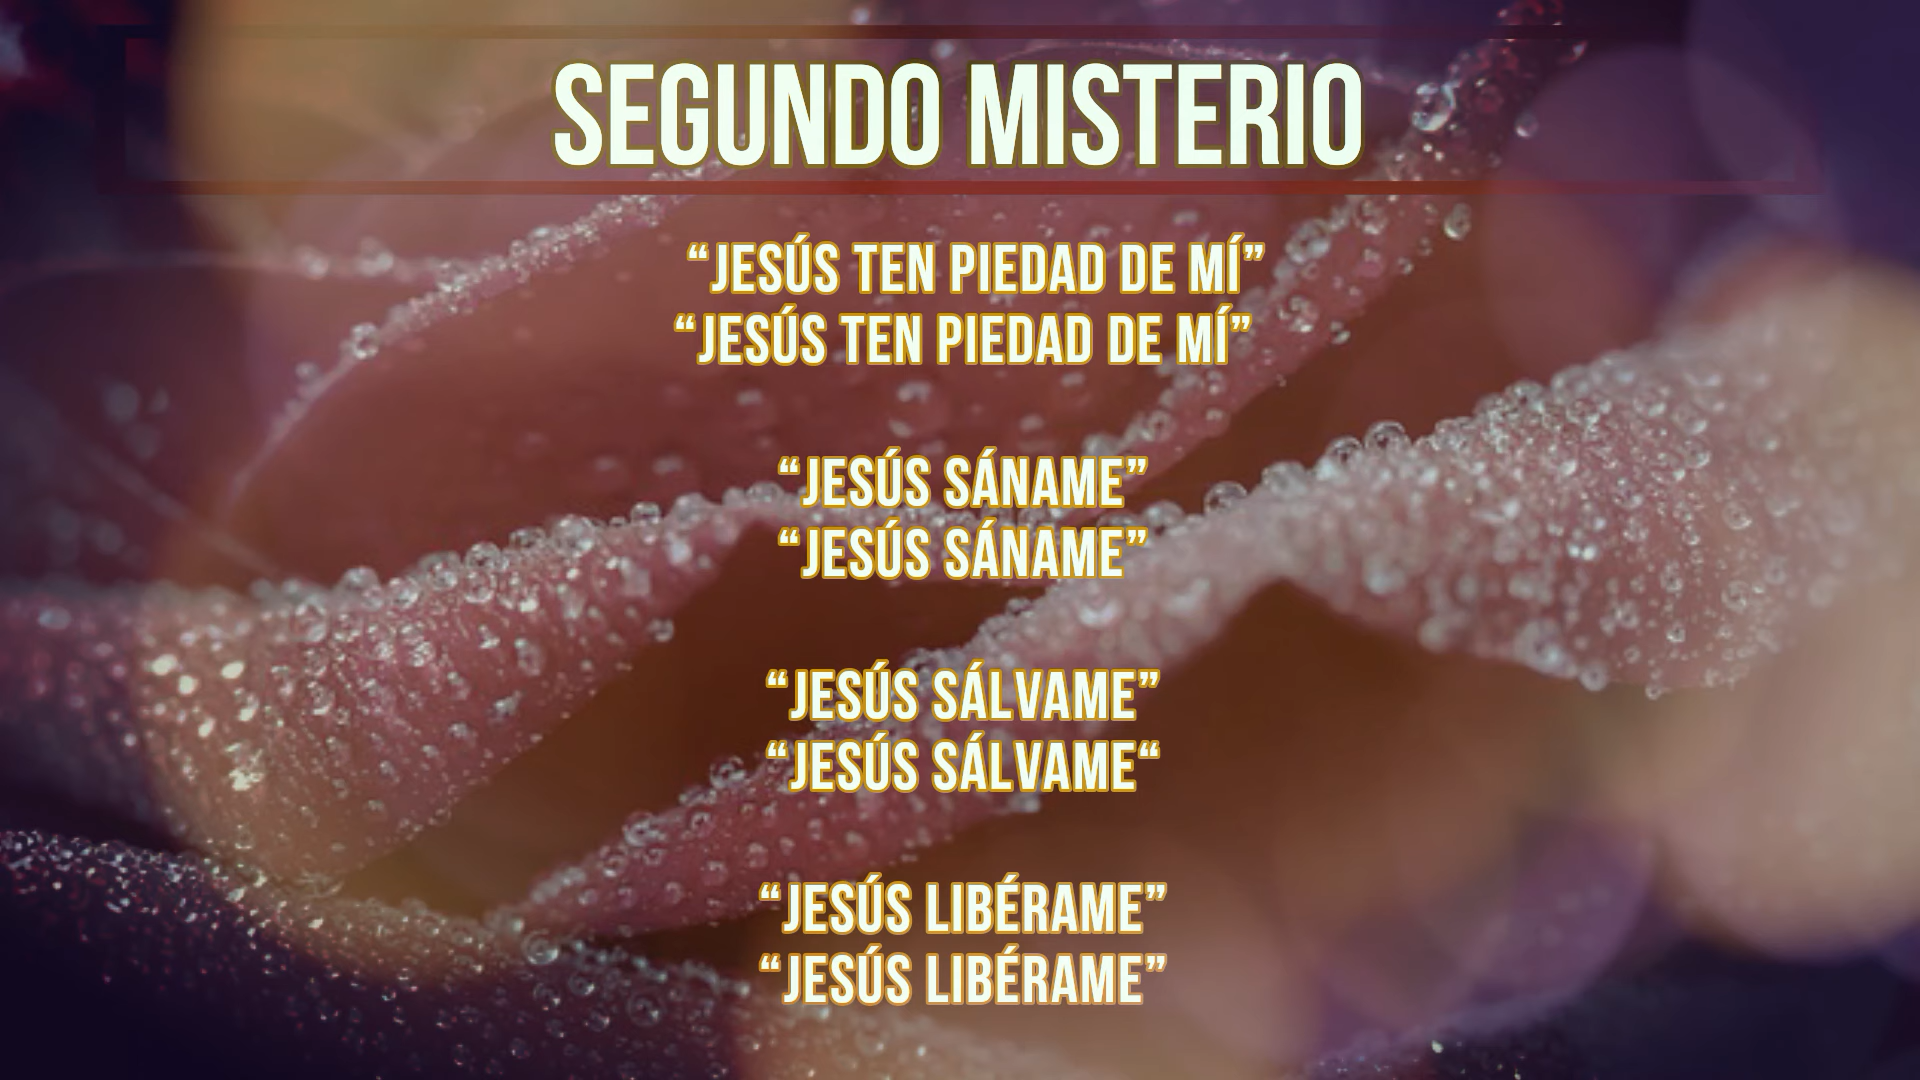 SEGUNDO MISTERIO
“JESÚS TEN PIEDAD DE MÍ”
“JESÚS TEN PIEDAD DE MÍ”
“JESÚS SÁNAME”
“JESÚS SÁNAME”
“JESÚS SÁLVAME”
“JESÚS SÁLVAME“
“JESÚS LIBÉRAME”
“JESÚS LIBÉRAME”